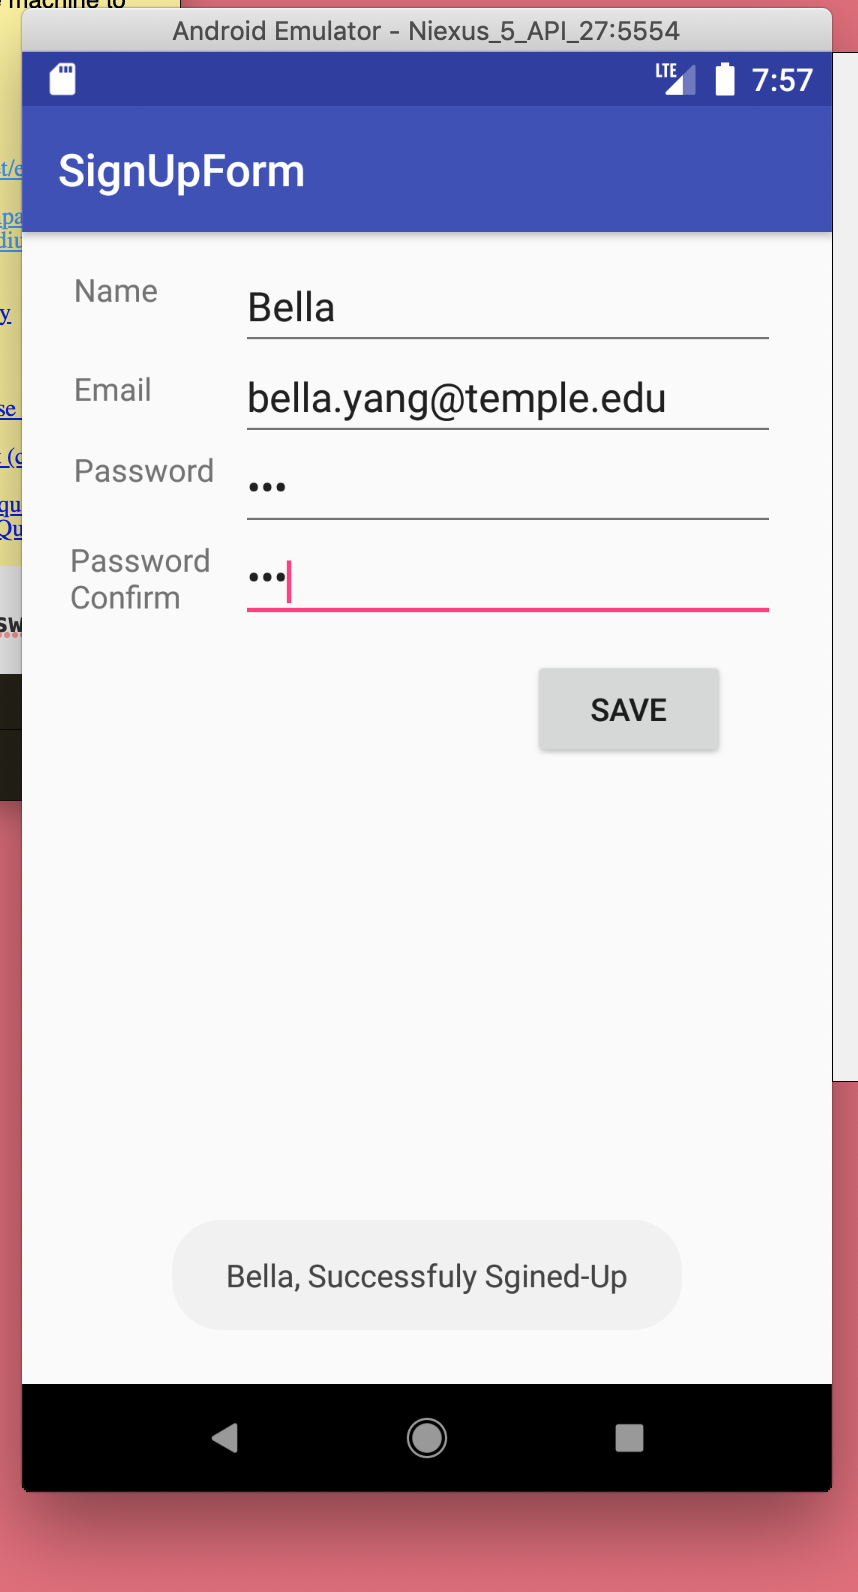 machine to
Android Emulator - Niexus_5_API_27:5554
LTE 7:57
SignUpForm
Name
Bella
Email
bella.yang@temple.edu
Password
•••
Password
Confirm
•••
SAVE
Bella, Successfuly Sgined-Up